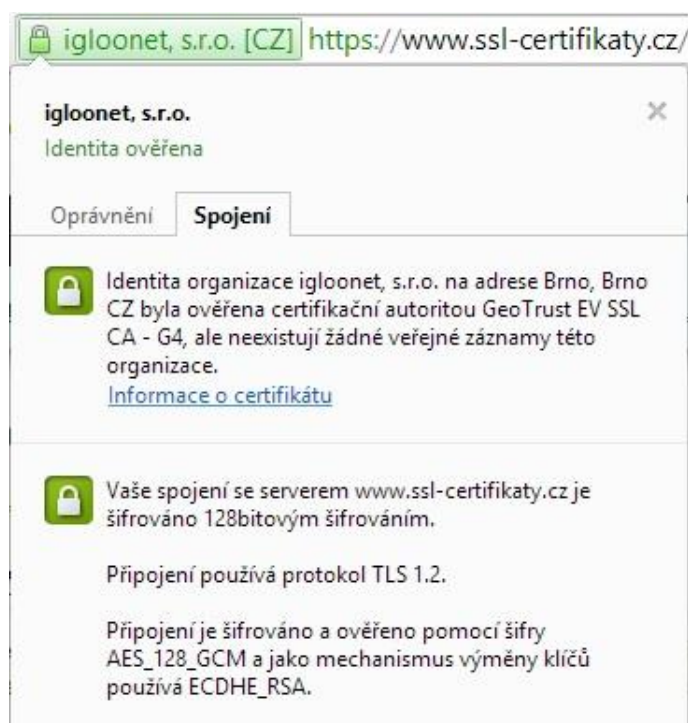 igloonet, s.r.o. [CZ] https://www.ssl-certifikaty.cz/
igloonet, s.r.o.
Identita ověřena
Oprávnění Spojení
Identita organizace igloonet, s.r.o. na adrese Brno, Brno
CZ byla ověřena certifikační autoritou GeoTrust EV SSL
CA - G4, ale neexistují žádné veřejné záznamy této
organizace.
Informace o certifikátu
Vaše spojení se serverem www.ssl-certifikaty.cz je
šifrováno 128bitovým šifrováním.
Připojení používá protokol TLS 1.2.
Připojení je šifrováno a ověřeno pomocí šifry
AES_128_GCM a jako mechanismus výměny klíčů
používá ECDHE_RSA.